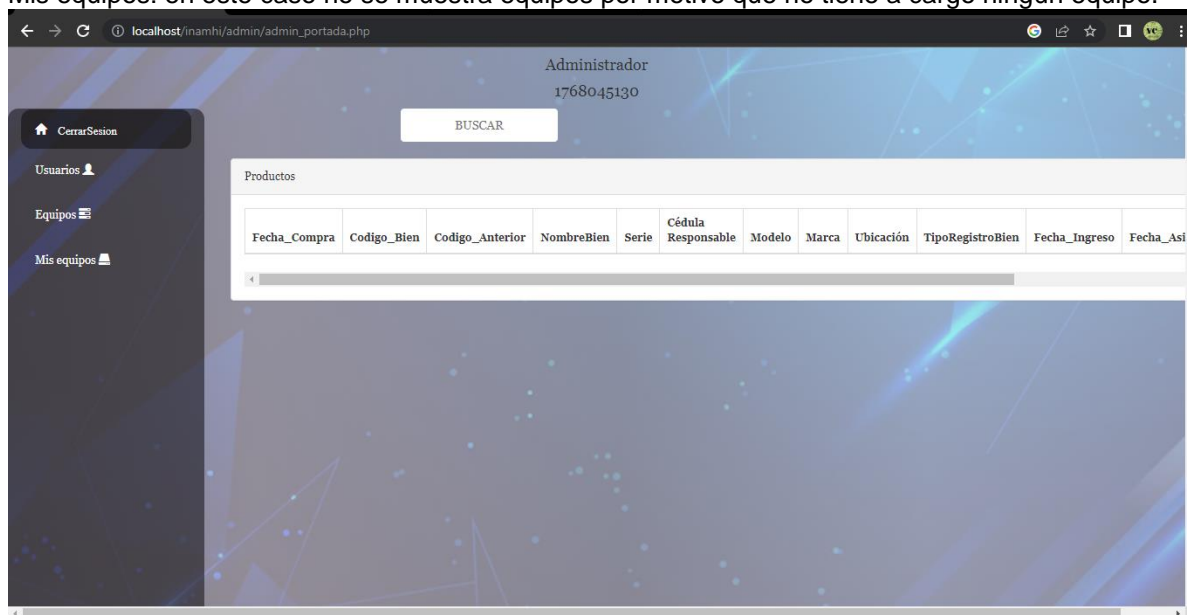 Mis equipos: en este caso no se muestra equipos por motivo que no tiene a cargo ningún equipo.
localhost/inamhi/admin/admin_portada.php
Administrador
1768045130
BUSCAR
CerrarSesion
Usuarios
Equipos
Mis equipos
Productos
Fecha_Compra Codigo_Bien Codigo_Anterior NombreBien Serie Cédula Responsable Modelo Marca Ubicación TipoRegistroBien Fecha_Ingreso Fecha_Asi